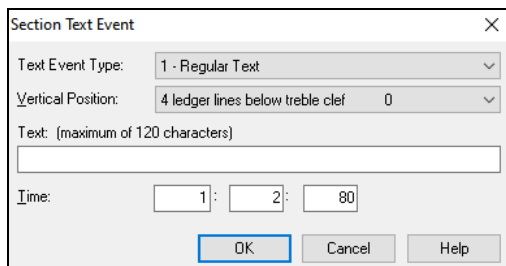 Section Text Event
Text Event Type: 1 - Regular Text
Vertical Position: 4 ledger lines below treble clef 0
Text: (maximum of 120 characters)
Time: 1: 2: 80
OK Cancel Help